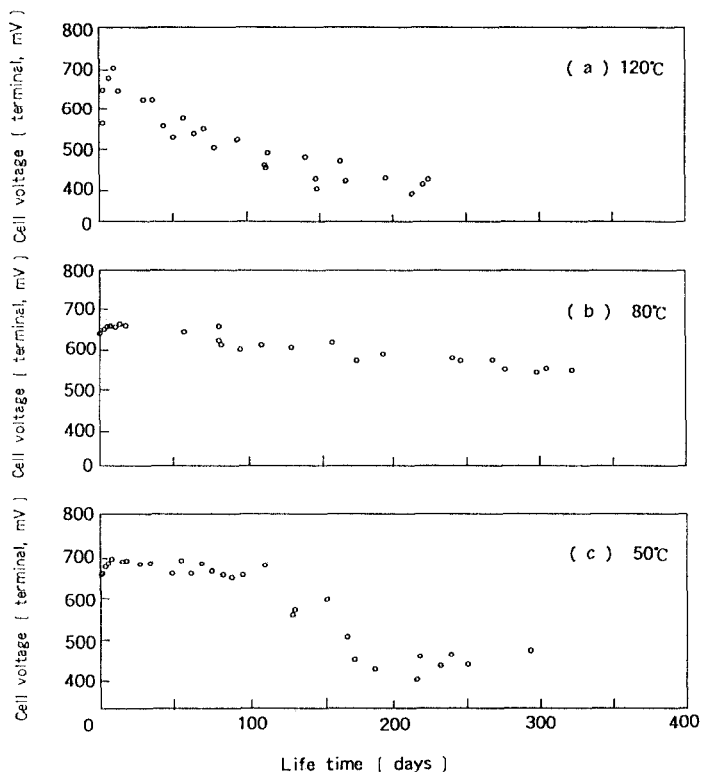 Cell voltage [ terminal, mV )
800
700
600
500
400
0
( a ) 120℃
Cell voltage [ terminal, mV )
800
700
600
500
400
0
( b ) 80℃
Cell voltage [ terminal, mV )
800
700
600
500
400
( c ) 50℃
0 100 200 300 400
Life time [ days ]